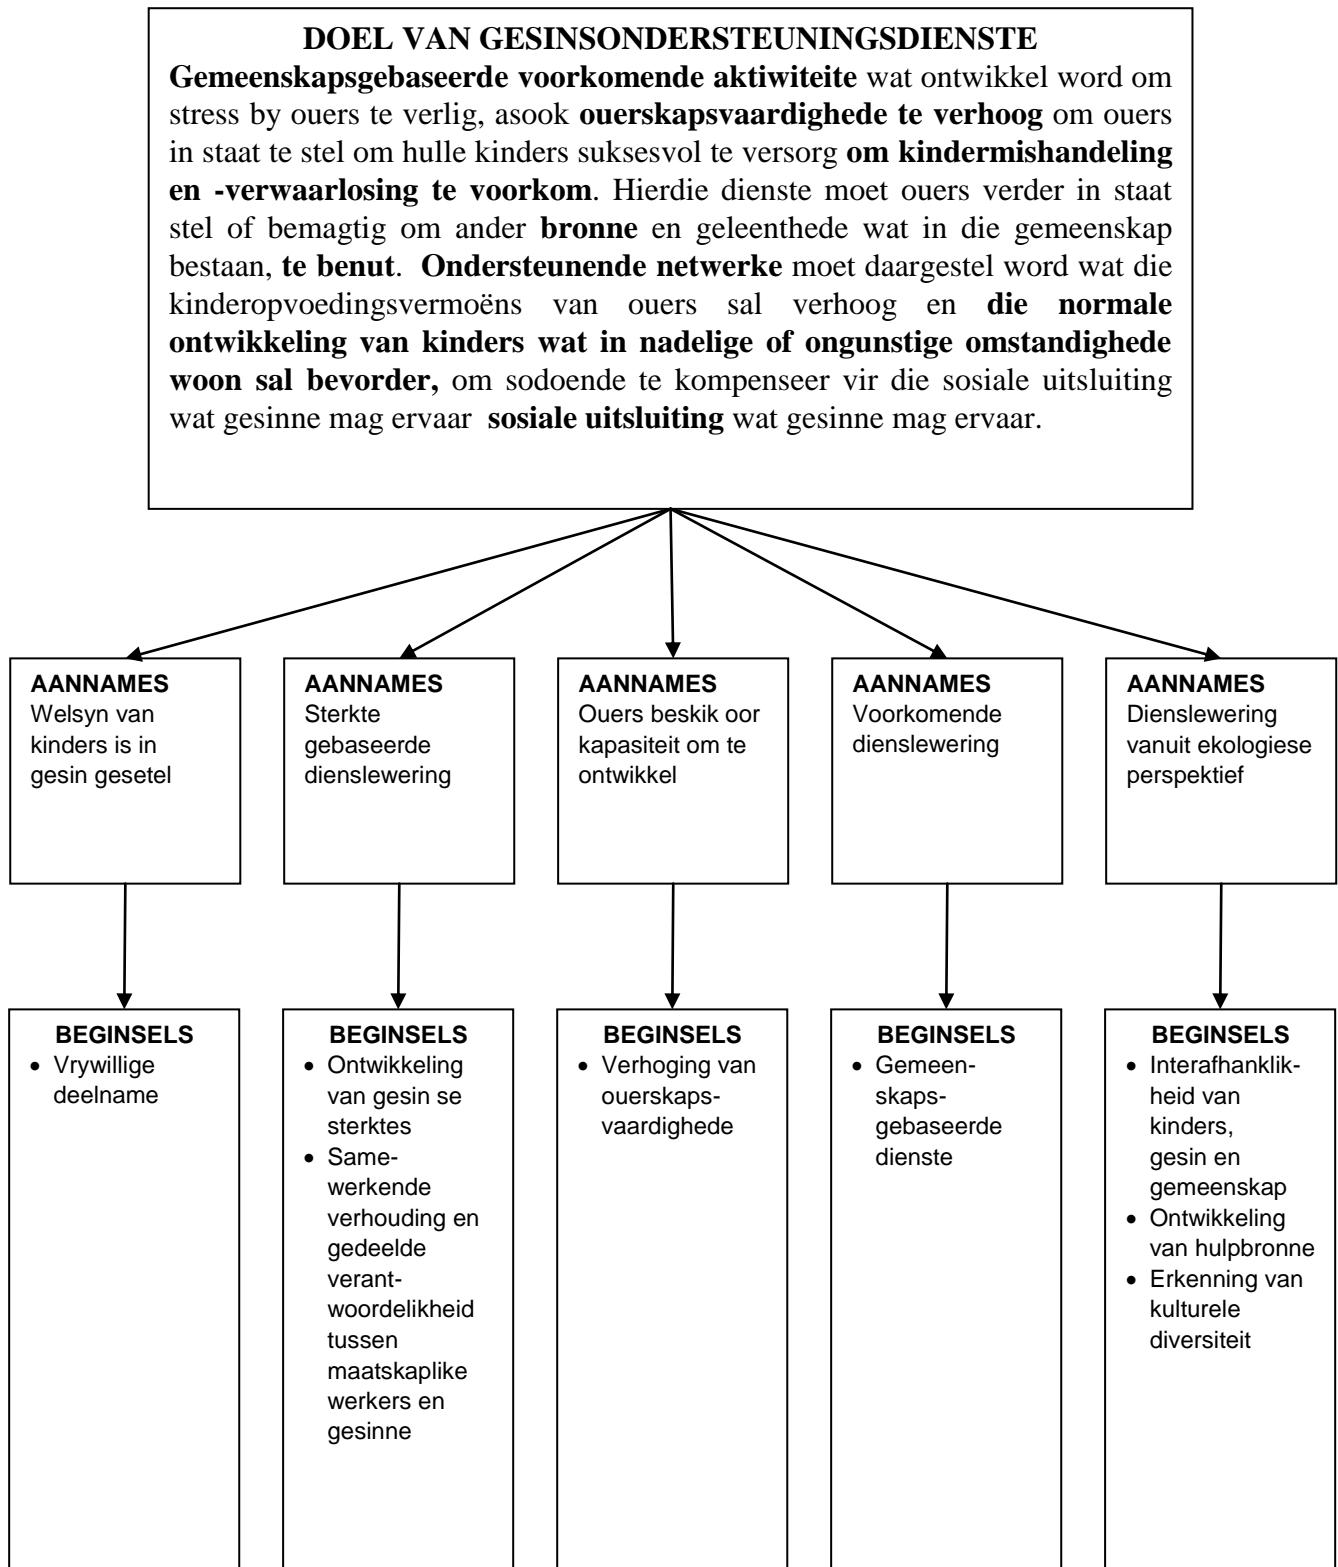 DOEL VAN GESINSONDERSTEUNINGSDIENSTE
Gemeenskapsgebaseerde voorkomende aktiwiteite wat ontwikkel word om
stress by ouers te verlig, asook ouerskapsvaardighede te verhoog om ouers
in staat te stel om hulle kinders suksesvol te versorg om kindermishandeling
en -verwaarlosing te voorkom. Hierdie dienste moet ouers verder in staat
stel of bemagtig om ander bronne en geleenthede wat in die gemeenskap
bestaan, te benut. Ondersteunende netwerke moet daargestel word wat die
kinderopvoedingsvermoëns van ouers sal verhoog en die normale
ontwikkeling van kinders wat in nadelige of ongunstige omstandighede
woon sal bevorder, om sodoende te kompenseer vir die sosiale uitsluiting
wat gesinne mag ervaar sosiale uitsluiting wat gesinne mag ervaar.
AANNAMES
Welsyn van
kinders is in
gesin gesetel
AANNAMES
Sterkte
gebaseerde
dienslewering
AANNAMES
Ouers beskik oor
kapasiteit om te
ontwikkel
AANNAMES
Voorkomende
dienslewering
AANNAMES
Dienslewering
vanuit ekologiese
perspektief
BEGINSELS
• Vrywillige
deelname
BEGINSELS
• Ontwikkeling
van gesin se
sterktes
• Same-
werkende
verhouding en
gedeelde
verant-
woordelikheid
tussen
maatskaplike
werkers en
gesinne
BEGINSELS
• Verhoging van
ouerskaps-
vaardighede
BEGINSELS
• Gemeen-
skaps-
gebaseerde
dienste
BEGINSELS
• Interafhanklik-
heid van
kinders,
gesin en
gemeenskap
• Ontwikkeling
van hulpbronne
• Erkenning van
kulturele
diversiteit